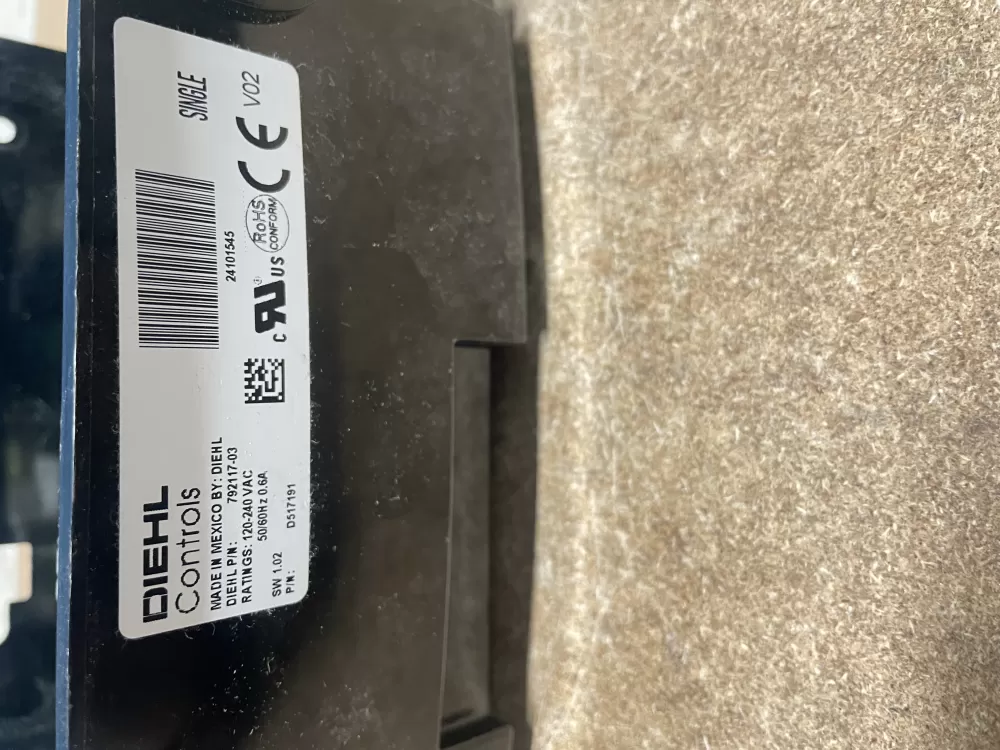 DIEHL
Controls
MADE IN MEXICO BY: DIEHL
DIEHL P/N: 792117-03
RATINGS: 120-240 VAC
50/60Hz 0.6A
SW 1.02
P/N: D517191
24101545
SINGLE
c RU US
RoHS
CONFORM
CE
V02